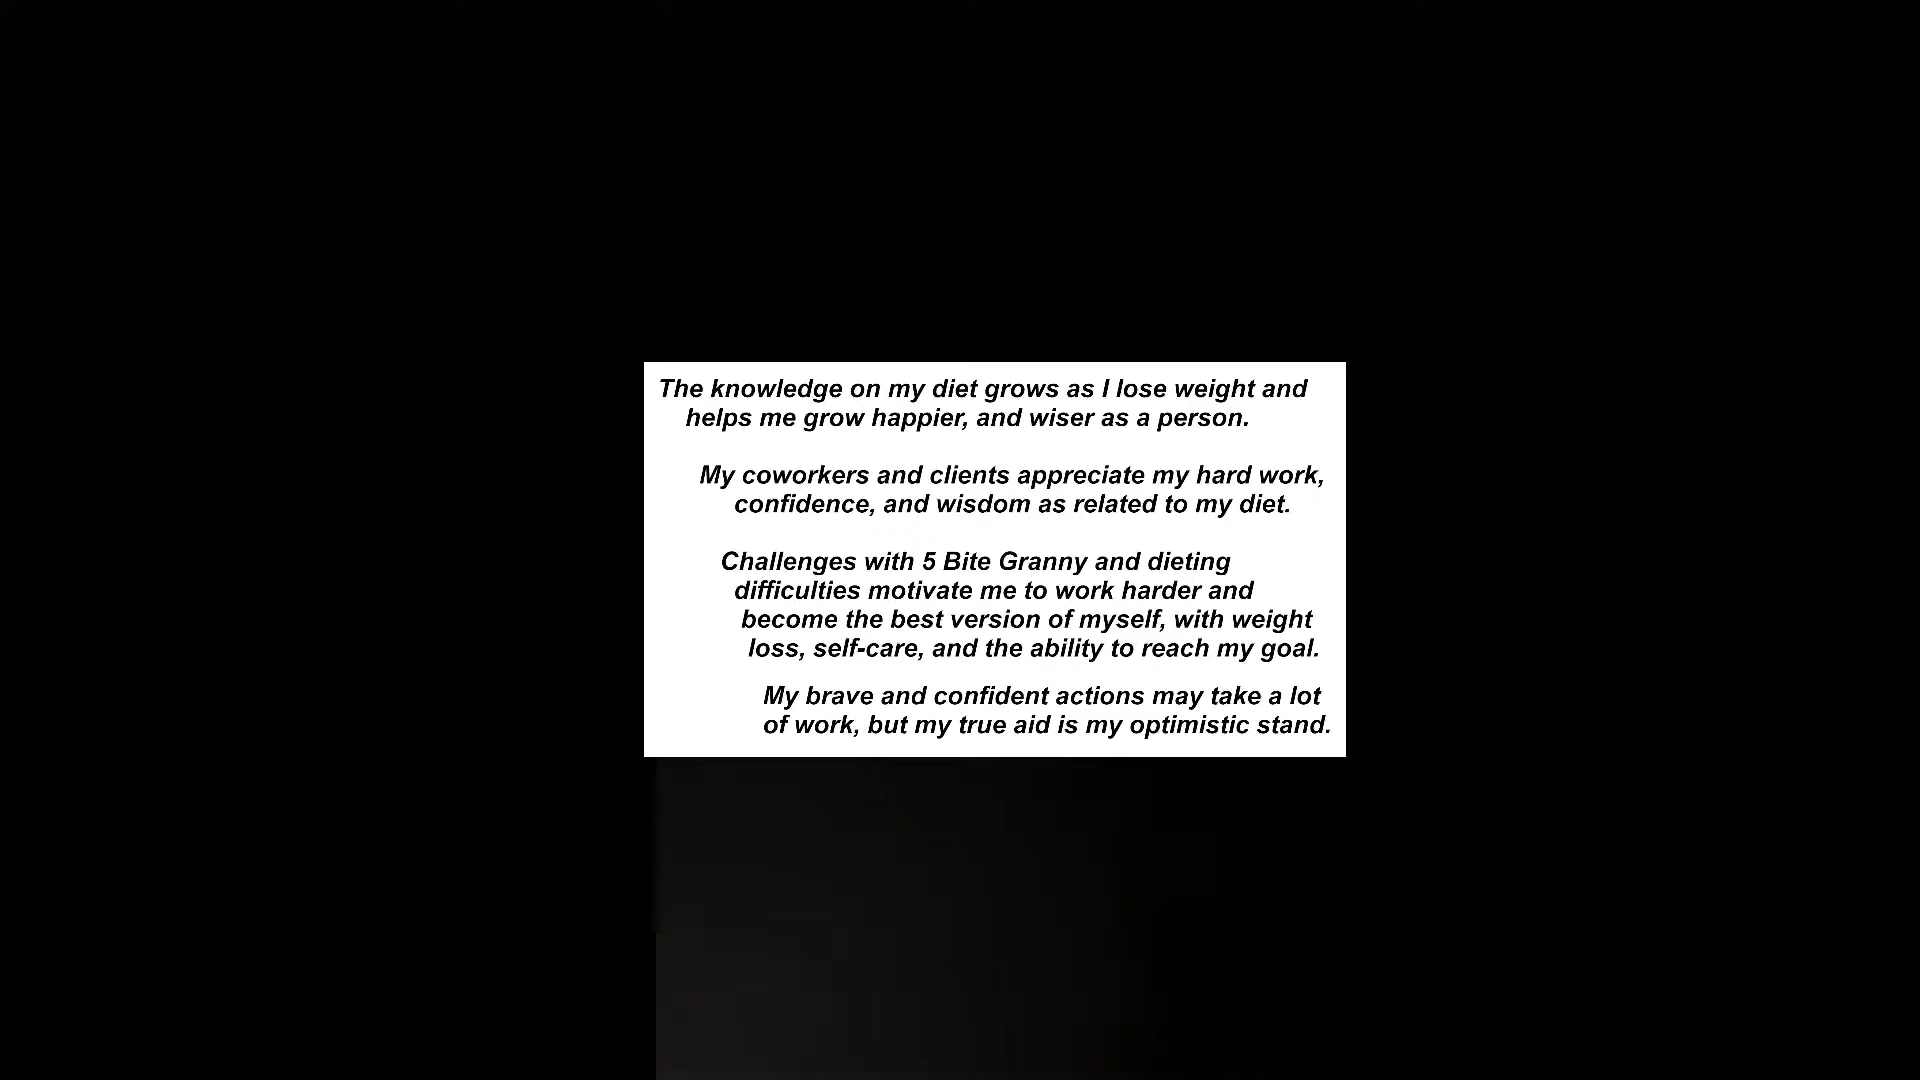 The knowledge on my diet grows as I lose weight and
helps me grow happier, and wiser as a person.
My coworkers and clients appreciate my hard work,
confidence, and wisdom as related to my diet.
Challenges with 5 Bite Granny and dieting
difficulties motivate me to work harder and
become the best version of myself, with weight
loss, self-care, and the ability to reach my goal.
My brave and confident actions may take a lot
of work, but my true aid is my optimistic stand.